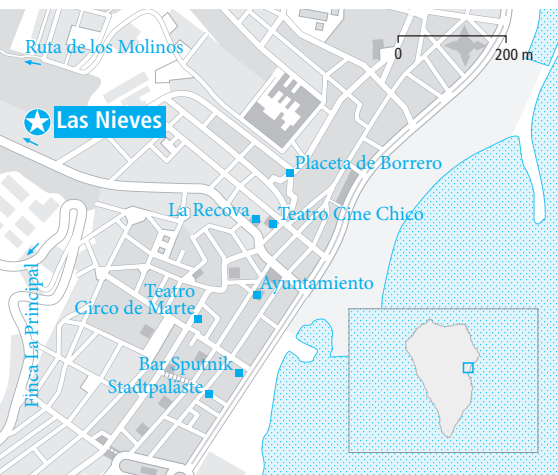 Ruta de los Molinos
0 200 m
Las Nieves
Placeta de Borrero
La Recova
Teatro Cine Chico
Finca La Principal
Ayuntamiento
Teatro
Circo de Marte
Bar Sputnik
Stadtpaläste